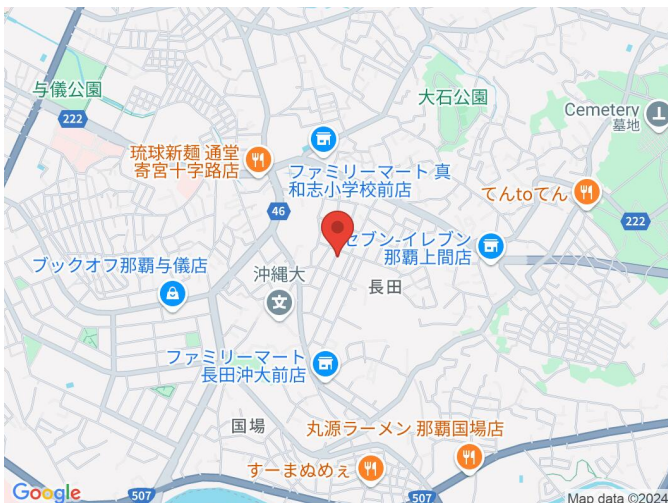 与儀公園
大石公園
222
Cemetery
墓地
琉球新麺 通堂
寄宮十字路店
ファミリーマート 真
和志小学校前店
てんtoてん
46
222
セブン-イレブン
那覇上間店
ブックオフ那覇与儀店
沖縄大
文
長田
ファミリーマート
長田沖大前店
国場
丸源ラーメン 那覇国場店
すーまぬめぇ
Google
507
507
Map data ©2024